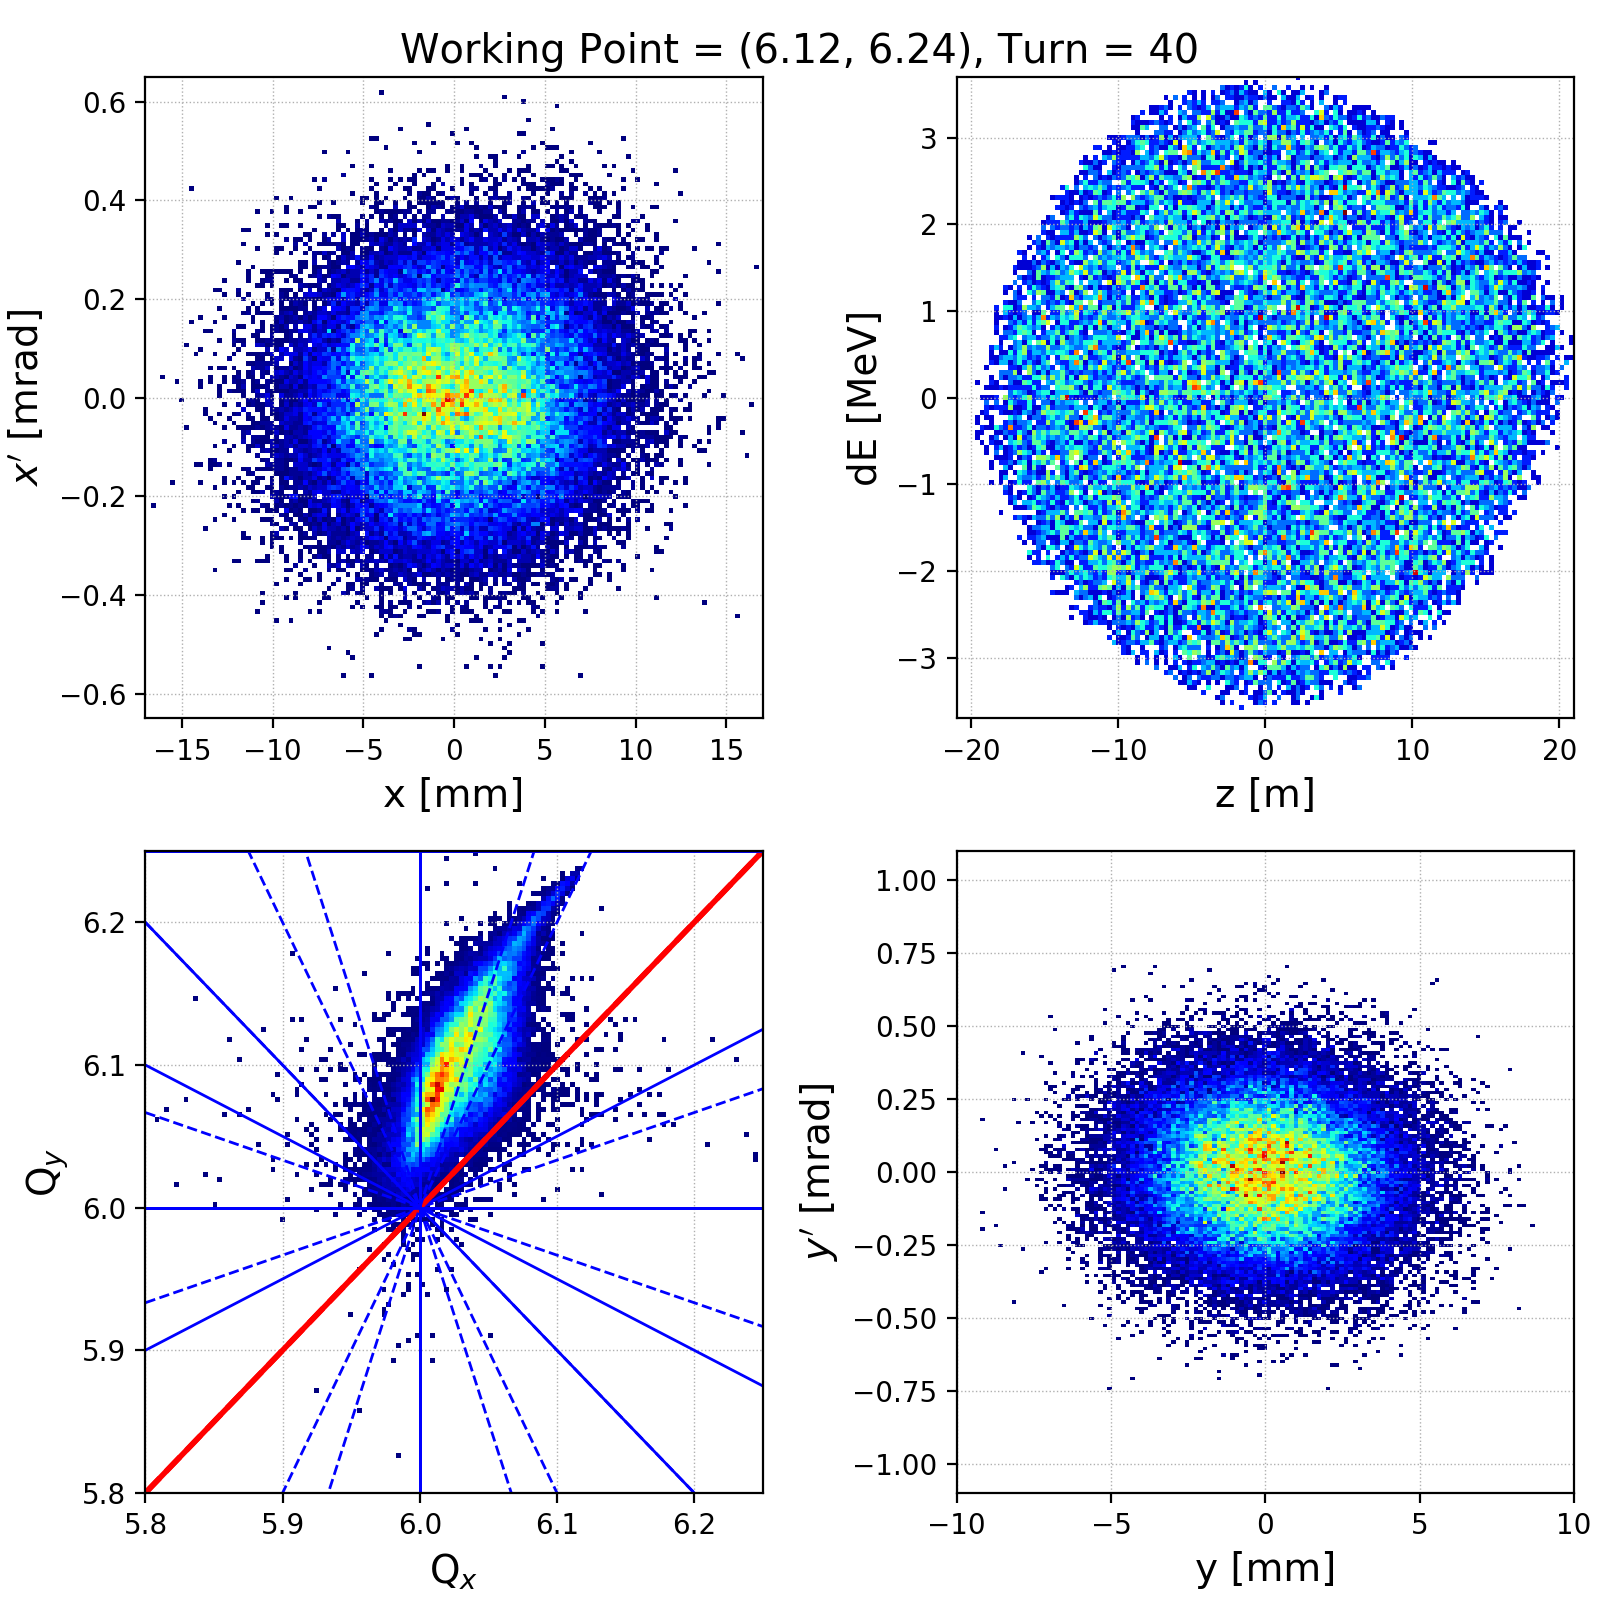 Working Point = (6.12, 6.24), Turn = 40
0.6
0.4
0.2
0.0
−0.2
−0.4
−0.6
x′ [mrad]
−15 −10 −5 0 5 10 15
x [mm]
3
2
1
0
−1
−2
−3
dE [MeV]
−20 −10 0 10 20
z [m]
6.2
6.1
6.0
5.9
5.8
Qy
5.8 5.9 6.0 6.1 6.2
Qx
1.00
0.75
0.50
0.25
0.00
−0.25
−0.50
−0.75
−1.00
y′ [mrad]
−10 −5 0 5 10
y [mm]